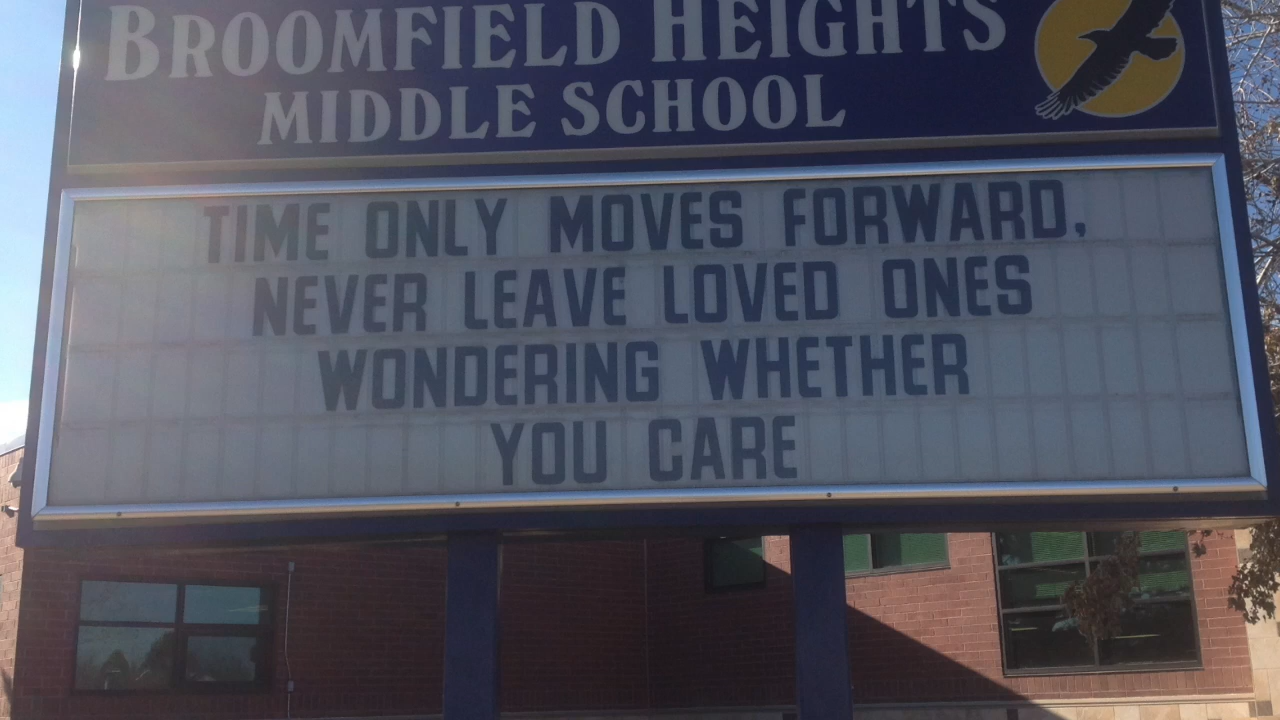 BROOMFIELD HEIGHTS
MIDDLE SCHOOL
TIME ONLY MOVES FORWARD,
NEVER LEAVE LOVED ONES
WONDERING WHETHER
YOU CARE